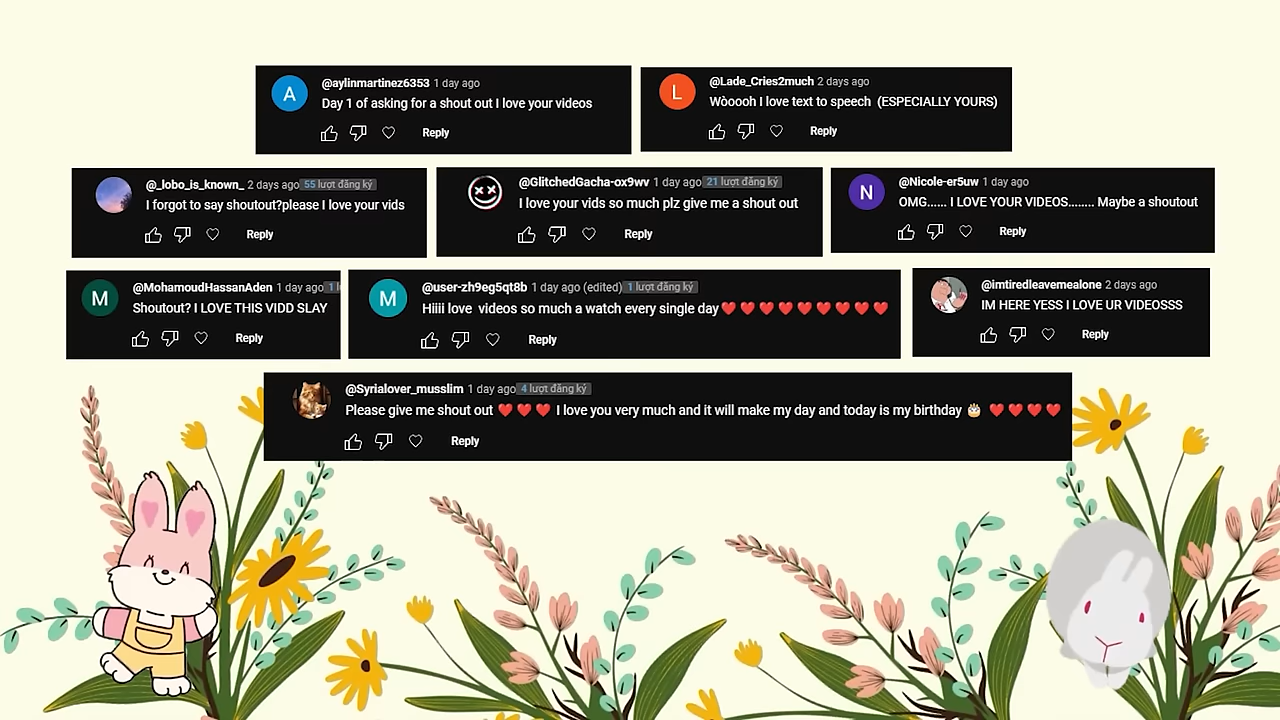 A
@aylinmartinez6353 1 day ago
Day 1 of asking for a shout out I love your videos
Reply
L
@Lade_Cries2much 2 days ago
Wòoooh I love text to speech (ESPECIALLY YOURS)
Reply
@_lobo_is_known_ 2 days ago 55 lượt đăng ký
I forgot to say shoutout?please I love your vids
Reply
@GlitchedGacha-ox9wv 1 day ago 21 lượt đăng ký
I love your vids so much plz give me a shout out
Reply
N
@Nicole-er5uw 1 day ago
OMG...... I LOVE YOUR VIDEOS........ Maybe a shoutout
Reply
M
@MohamoudHassanAden 1 day ago 1
Shoutout? I LOVE THIS VIDD SLAY
Reply
M
@user-zh9eg5qt8b 1 day ago (edited) 1 lượt đăng ký
Hiiii love videos so much a watch every single day❤️❤️❤️❤️❤️❤️❤️❤️❤️
Reply
@imtiredleavemealone 2 days ago
IM HERE YESS I LOVE UR VIDEOSSS
Reply
@Syrialover_musslim 1 day ago 4 lượt đăng ký
Please give me shout out ❤️❤️❤️ I love you very much and it will make my day and today is my birthday 🎂 ❤️❤️❤️❤️
Reply